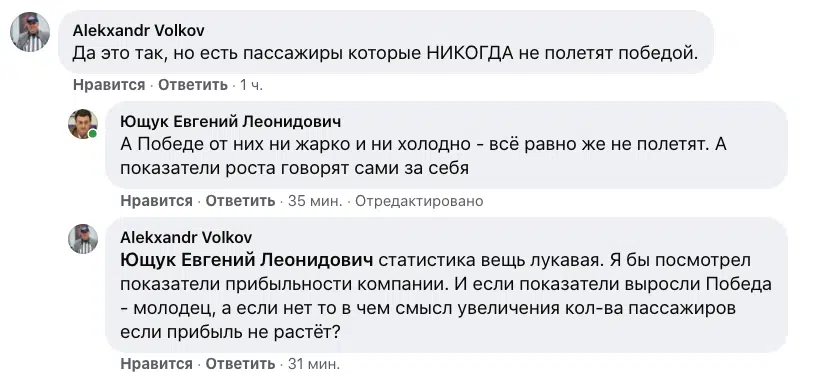 Alekxandr Volkov
Да это так, но есть пассажиры которые НИКОГДА не полетят победой.
Нравится · Ответить · 1 ч.
Ющук Евгений Леонидович
А Победе от них ни жарко и ни холодно - всё равно же не полетят. А
показатели роста говорят сами за себя
Нравится · Ответить · 35 мин. · Отредактировано
Alekxandr Volkov
Ющук Евгений Леонидович статистика вещь лукавая. Я бы посмотрел
показатели прибыльности компании. И если показатели выросли Победа
- молодец, а если нет то в чем смысл увеличения кол-ва пассажиров
если прибыль не растёт?
Нравится · Ответить · 31 мин.